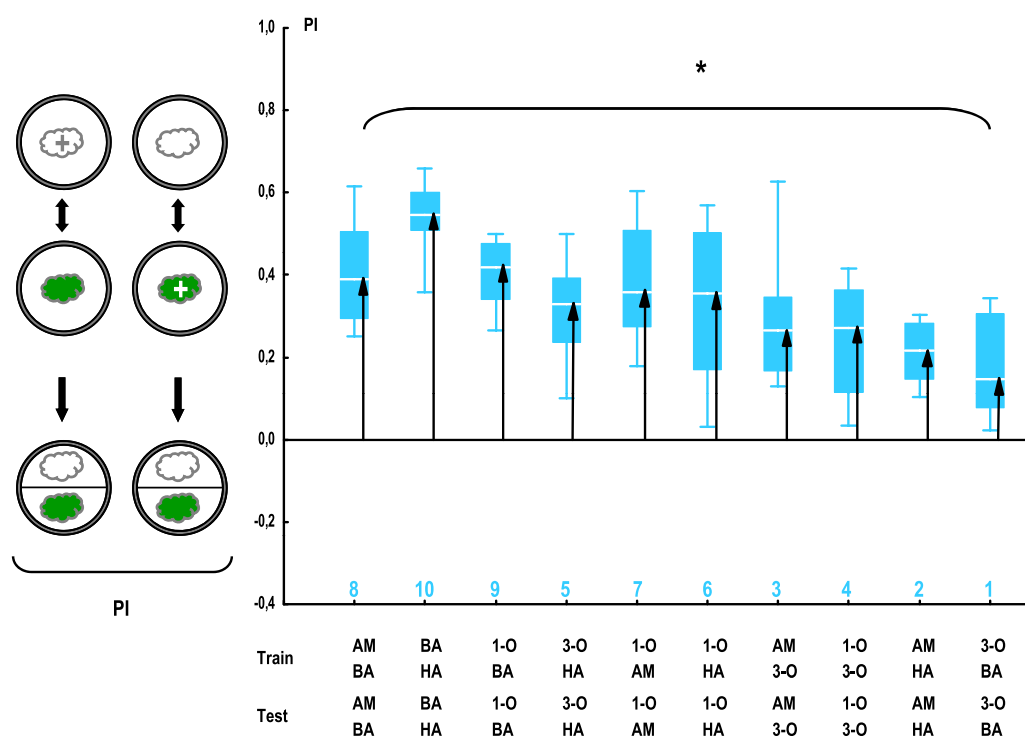 1,0 PI
*
0,8
0,6
0,4
0,2
0,0
-0,2
-0,4
8 10 9 5 7 6 3 4 2 1
AM BA 1-O 3-O 1-O 1-O AM 1-O AM 3-O
Train
BA HA BA HA AM HA 3-O 3-O HA BA
AM BA 1-O 3-O 1-O 1-O AM 1-O AM 3-O
Test
BA HA BA HA AM HA 3-O 3-O HA BA
PI